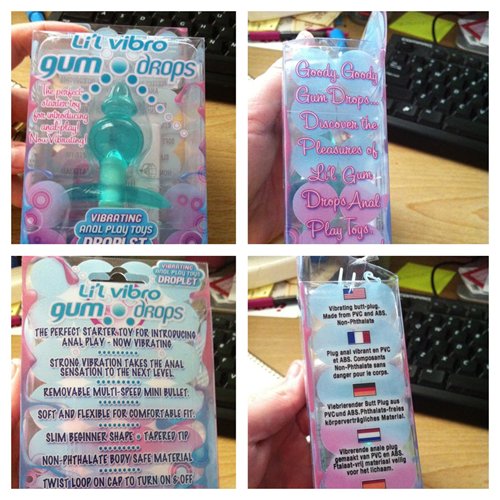 Li'l vibro
gum drops
The perfect
starter toy
for introducing
anal play!
Now Vibrating!
VIBRATING
ANAL PLAY TOYS
DROPLET
Goody, Goody
Gum Drops...
Discover the
Pleasures of
Li'l Gum
Drops Anal
Play Toys.
VIBRATING
ANAL PLAY TOYS
DROPLET
Li'l vibro
gum drops
THE PERFECT STARTER TOY FOR INTRODUCING
ANAL PLAY - NOW VIBRATING
STRONG VIBRATION TAKES THE ANAL
SENSATION TO THE NEXT LEVEL
REMOVABLE MULTI-SPEED MINI BULLET
SOFT AND FLEXIBLE FOR COMFORTABLE FIT
SLIM BEGINNER SHAPE - TAPERED TIP
NON-PHTHALATE BODY SAFE MATERIAL
TWIST LOOP ON CAP TO TURN ON & OFF
Vibrating butt-plug.
Made from PVC and ABS.
Non-Phthalate
Plug anal vibrant en PVC
et ABS. Composants
Non-Phthalate sans
danger pour le corps.
Viebrierender Butt Plug aus
PVC und ABS. Phthalate-freies
körperverträgliches Material.
Vibrerende anale plug
gemaakt van PVC en ABS.
Ftalaat-vrij materiaal veilig
voor het lichaam.